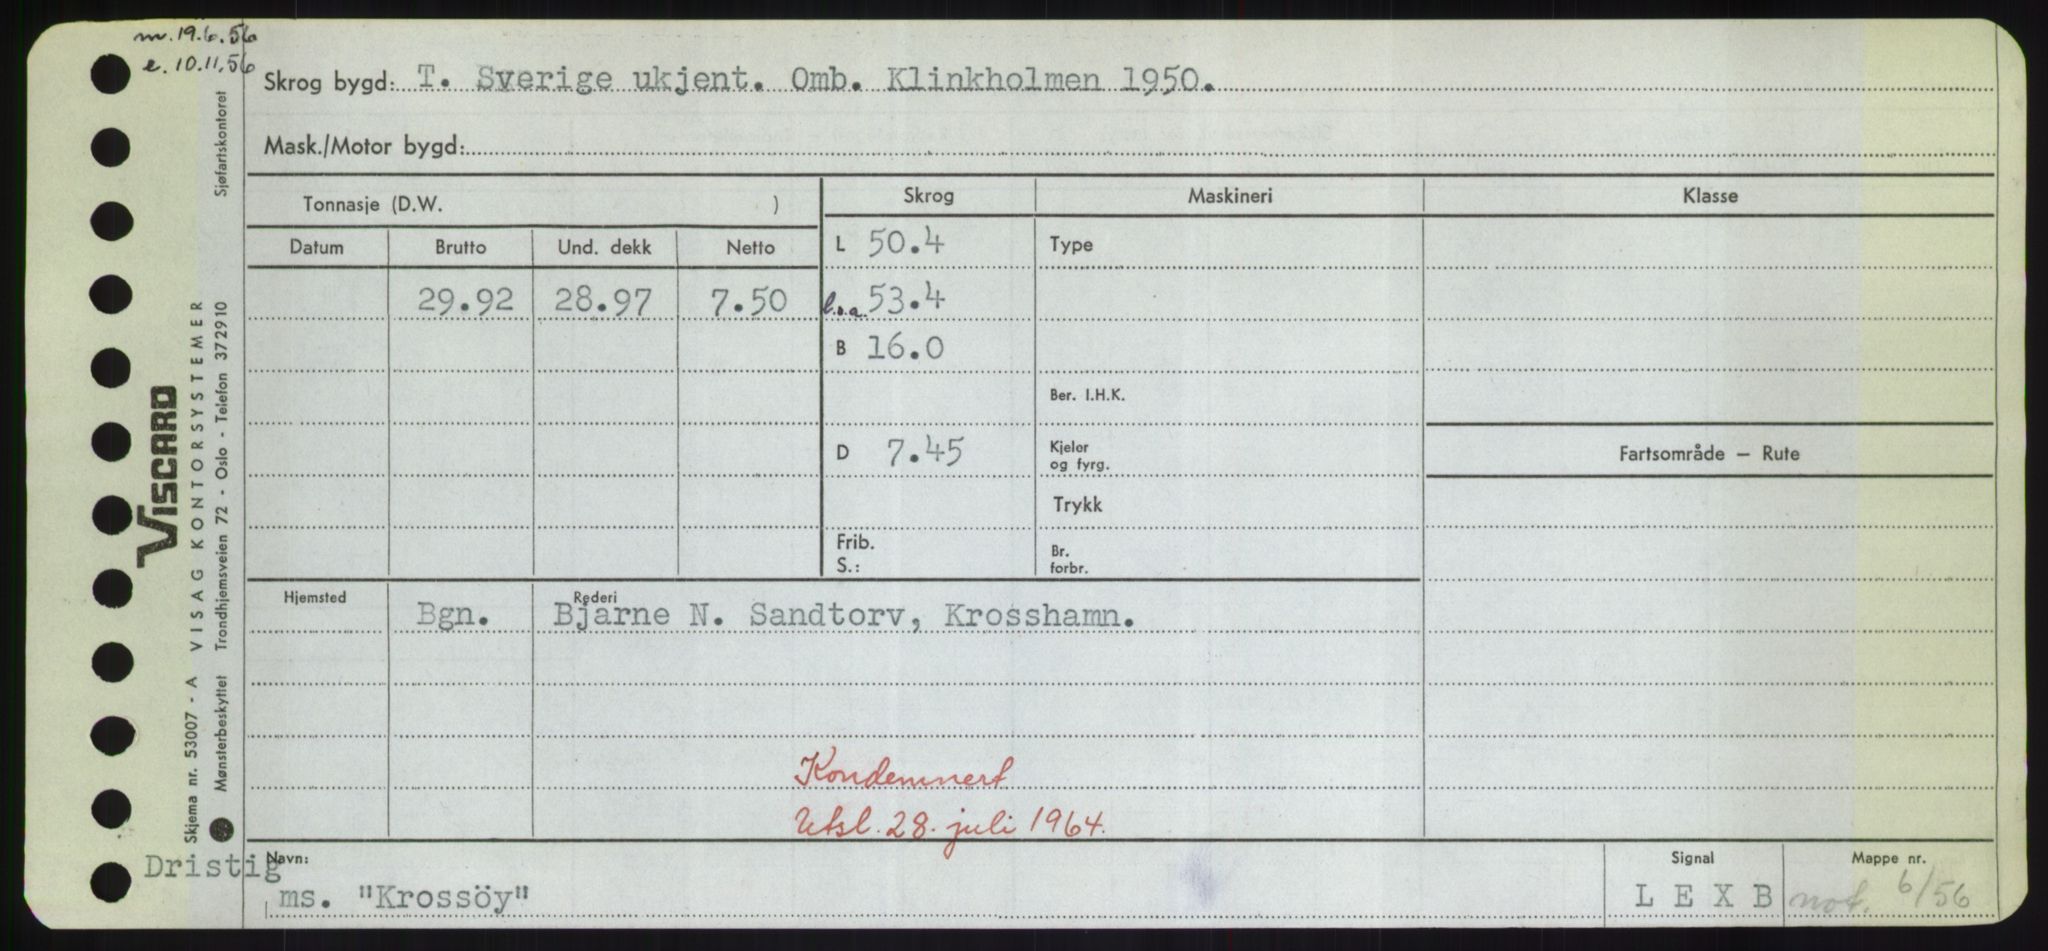 m. 19.6.56
e. 10.11.56
Skrog bygd: T. Sverige ukjent. Omb. Klinkholmen 1950.
Mask./Motor bygd:
Tonnasje (D.W. )
Skrog Maskineri Klasse
Datum Brutto Und. dekk Netto
L 50.4 Type
29.92 28.97 7.50 l.o.a. 53.4
B 16.0
Ber. I.H.K.
D 7.45 Kjeler og fyrg.
Fartsområde — Rute
Trykk
Frib.
S.:
Br. forbr.
Hjemsted Rederi
Bgn. Bjarne N. Sandtorv, Krosshamn.
Kondemnert
Utsl. 28. juli 1964.
Navn: Signal Mappe nr.
Dristig
ms. "Krossöy" L E X B not. 6/56
VISCARD
Skjema nr. 53007 - A VISAG KONTORSYSTEMER
Mønsterbeskyttet Trondhjemsveien 72 - Oslo - Telefon 372910 Sjøfartskontoret